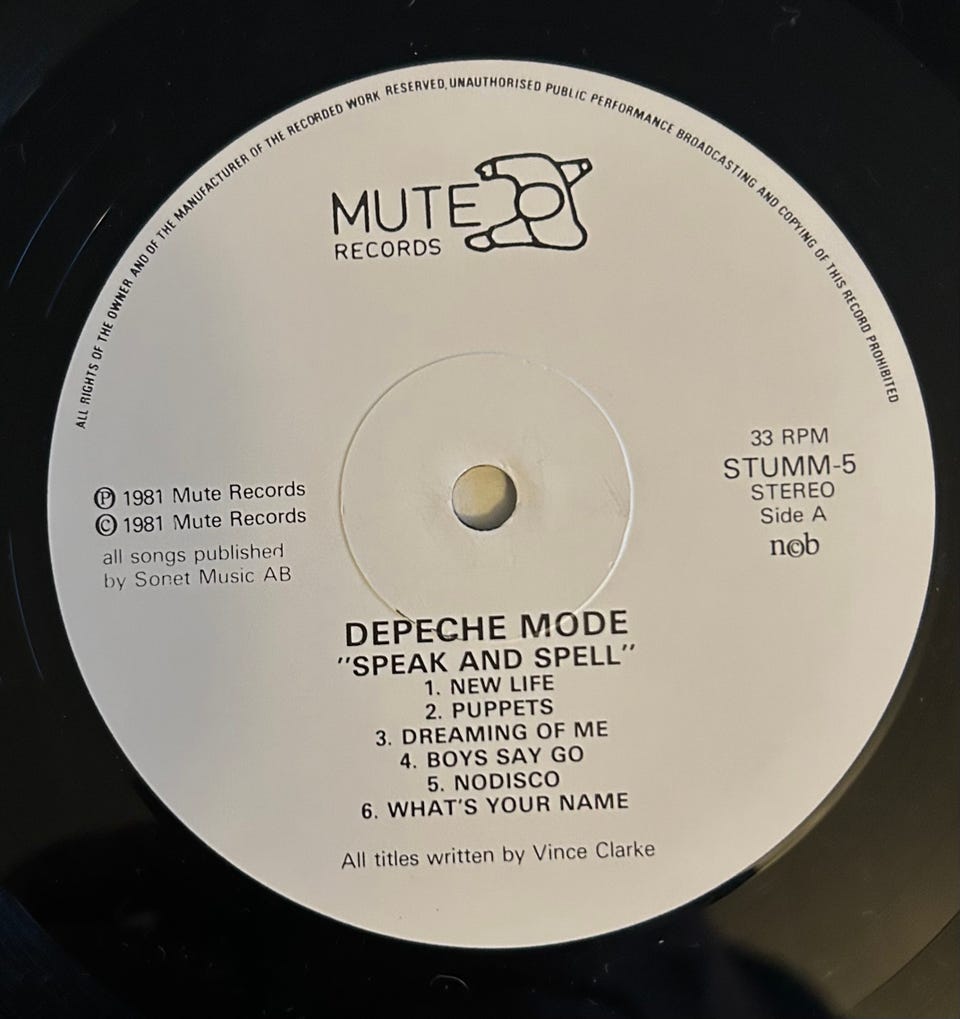 ALL RIGHTS OF THE OWNER AND OF THE MANUFACTURER OF THE RECORDED WORK RESERVED, UNAUTHORISED PUBLIC PERFORMANCE BROADCASTING AND COPYING OF THIS RECORD PROHIBITED
MUTE
RECORDS
33 RPM
STUMM-5
STEREO
Side A
n©b
℗ 1981 Mute Records
© 1981 Mute Records
all songs published
by Sonet Music AB
DEPECHE MODE
"SPEAK AND SPELL"
1. NEW LIFE
2. PUPPETS
3. DREAMING OF ME
4. BOYS SAY GO
5. NODISCO
6. WHAT'S YOUR NAME
All titles written by Vince Clarke